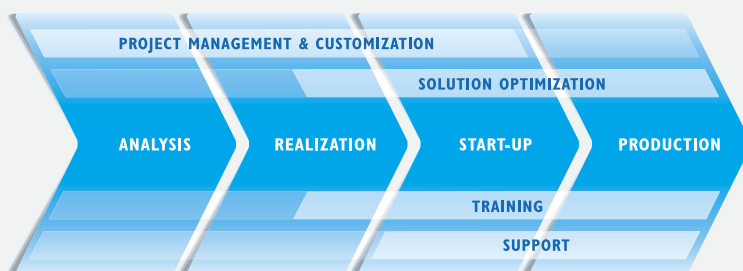 PROJECT MANAGEMENT & CUSTOMIZATION
SOLUTION OPTIMIZATION
ANALYSIS REALIZATION START-UP PRODUCTION
TRAINING
SUPPORT